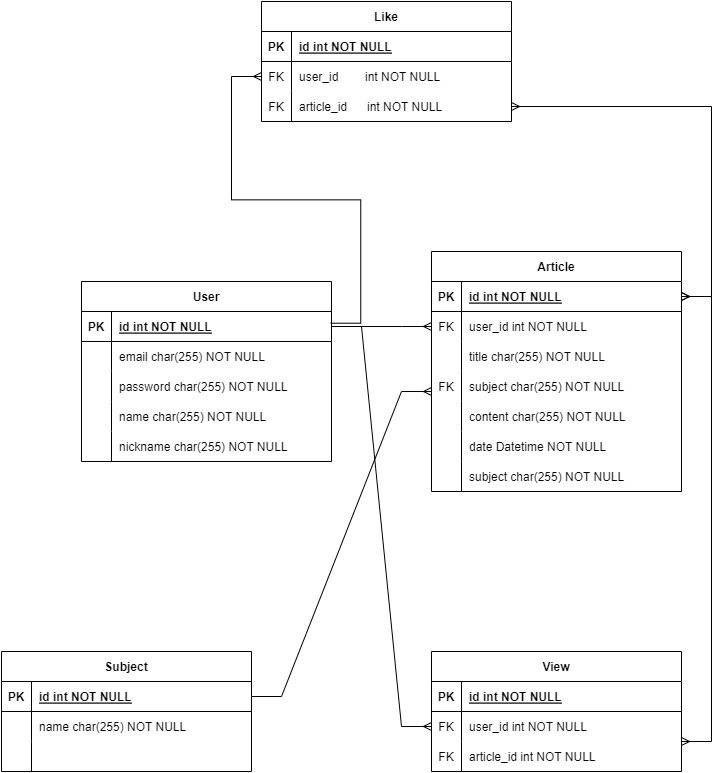 Like
PK id int NOT NULL
FK user_id int NOT NULL
FK article_id int NOT NULL
Article
PK id int NOT NULL
FK user_id int NOT NULL
title char(255) NOT NULL
FK subject char(255) NOT NULL
content char(255) NOT NULL
date Datetime NOT NULL
subject char(255) NOT NULL
User
PK id int NOT NULL
email char(255) NOT NULL
password char(255) NOT NULL
name char(255) NOT NULL
nickname char(255) NOT NULL
Subject
PK id int NOT NULL
name char(255) NOT NULL
View
PK id int NOT NULL
FK user_id int NOT NULL
FK article_id int NOT NULL